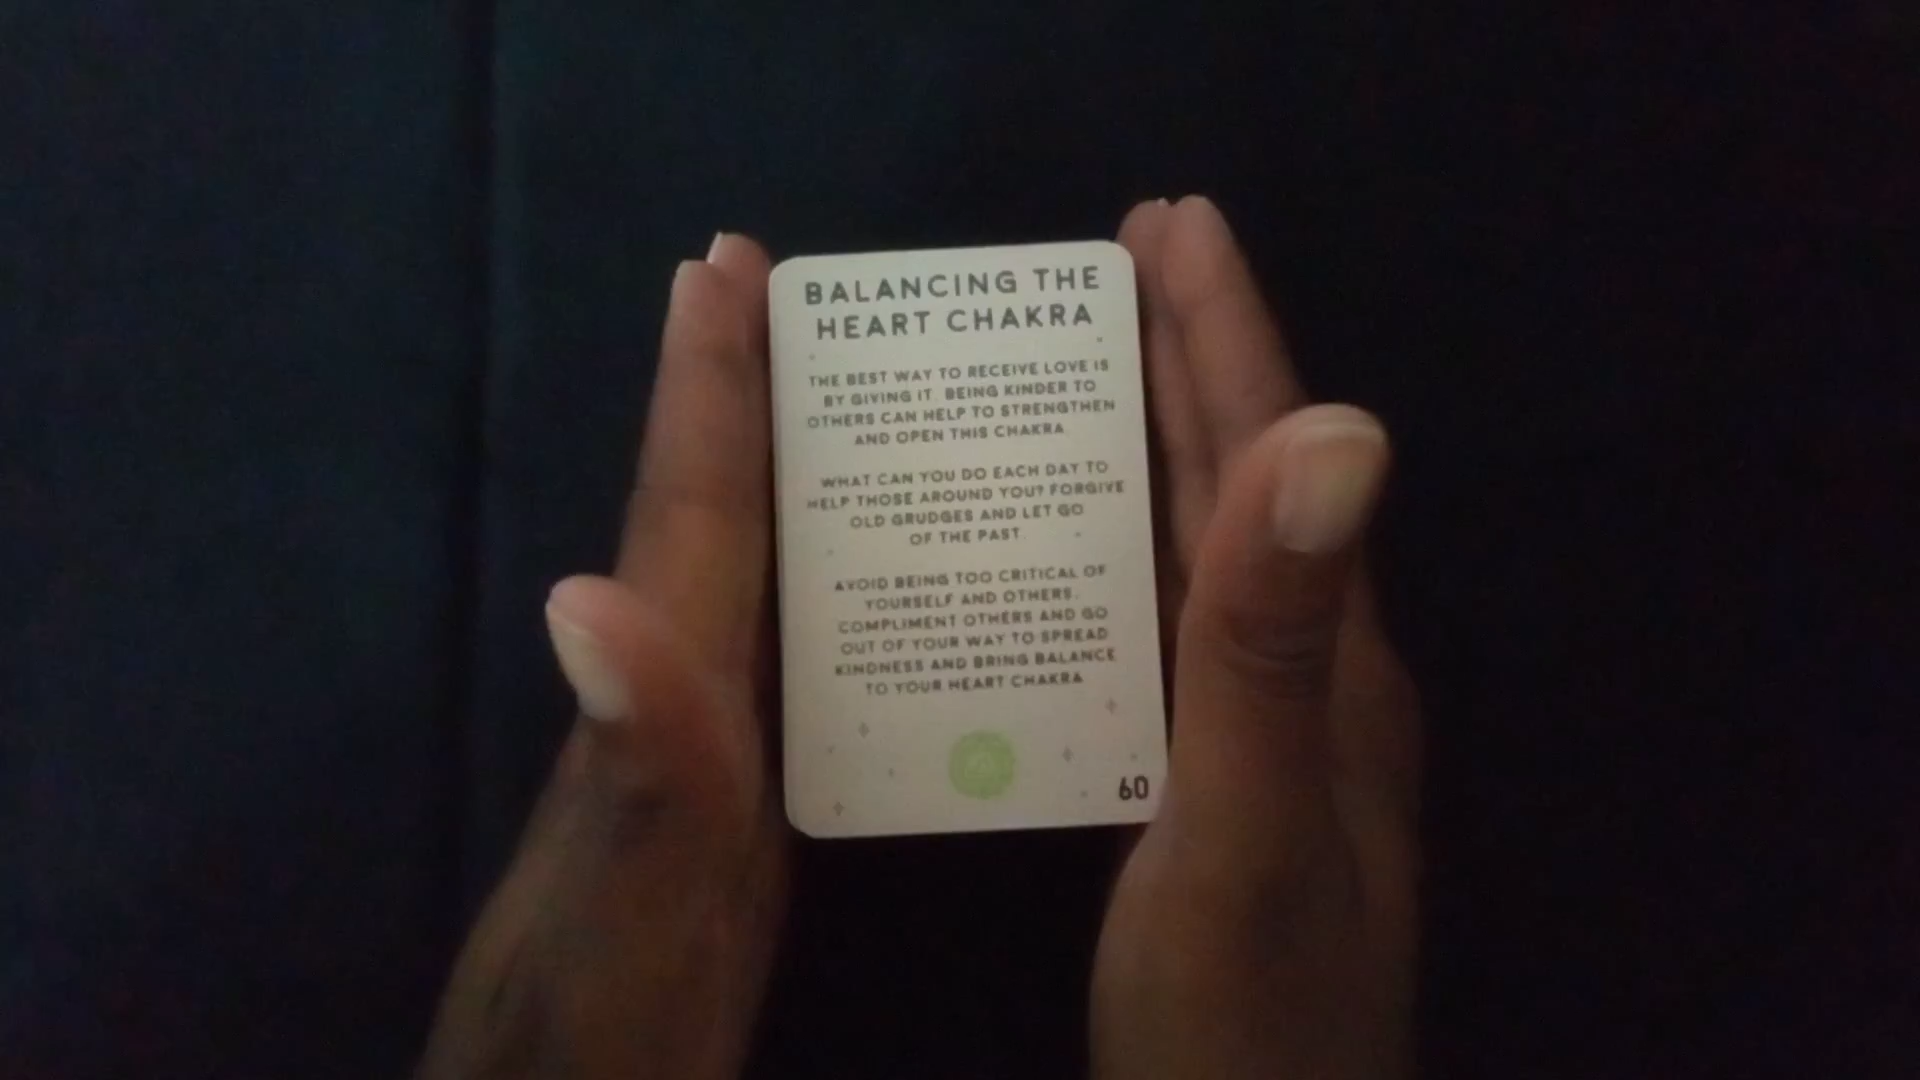 BALANCING THE
HEART CHAKRA
THE BEST WAY TO RECEIVE LOVE IS
BY GIVING IT. BEING KINDER TO
OTHERS CAN HELP TO STRENGTHEN
AND OPEN THIS CHAKRA.
WHAT CAN YOU DO EACH DAY TO
HELP THOSE AROUND YOU? FORGIVE
OLD GRUDGES AND LET GO
OF THE PAST.
AVOID BEING TOO CRITICAL OF
YOURSELF AND OTHERS.
COMPLIMENT OTHERS AND GO
OUT OF YOUR WAY TO SPREAD
KINDNESS AND BRING BALANCE
TO YOUR HEART CHAKRA
60